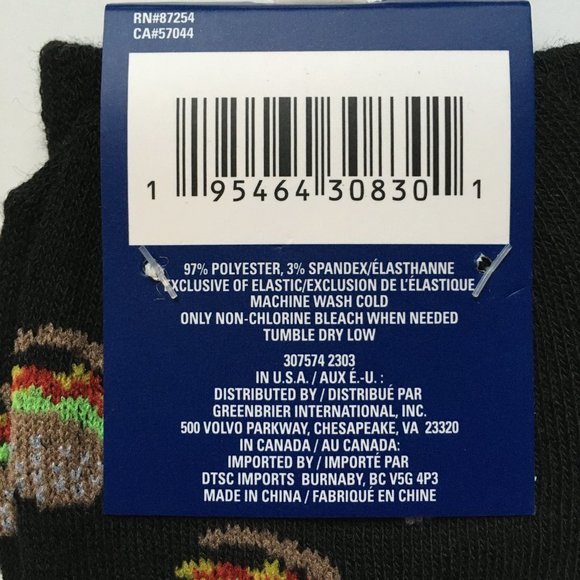 RN#87254
CA#57044
1 95464 30830 1
97% POLYESTER, 3% SPANDEX/ÉLASTHANNE
EXCLUSIVE OF ELASTIC/EXCLUSION DE L'ÉLASTIQUE
MACHINE WASH COLD
ONLY NON-CHLORINE BLEACH WHEN NEEDED
TUMBLE DRY LOW
307574 2303
IN U.S.A. / AUX É.-U. :
DISTRIBUTED BY / DISTRIBUÉ PAR
GREENBRIER INTERNATIONAL, INC.
500 VOLVO PARKWAY, CHESAPEAKE, VA 23320
IN CANADA / AU CANADA:
IMPORTED BY / IMPORTÉ PAR
DTSC IMPORTS BURNABY, BC V5G 4P3
MADE IN CHINA / FABRIQUÉ EN CHINE